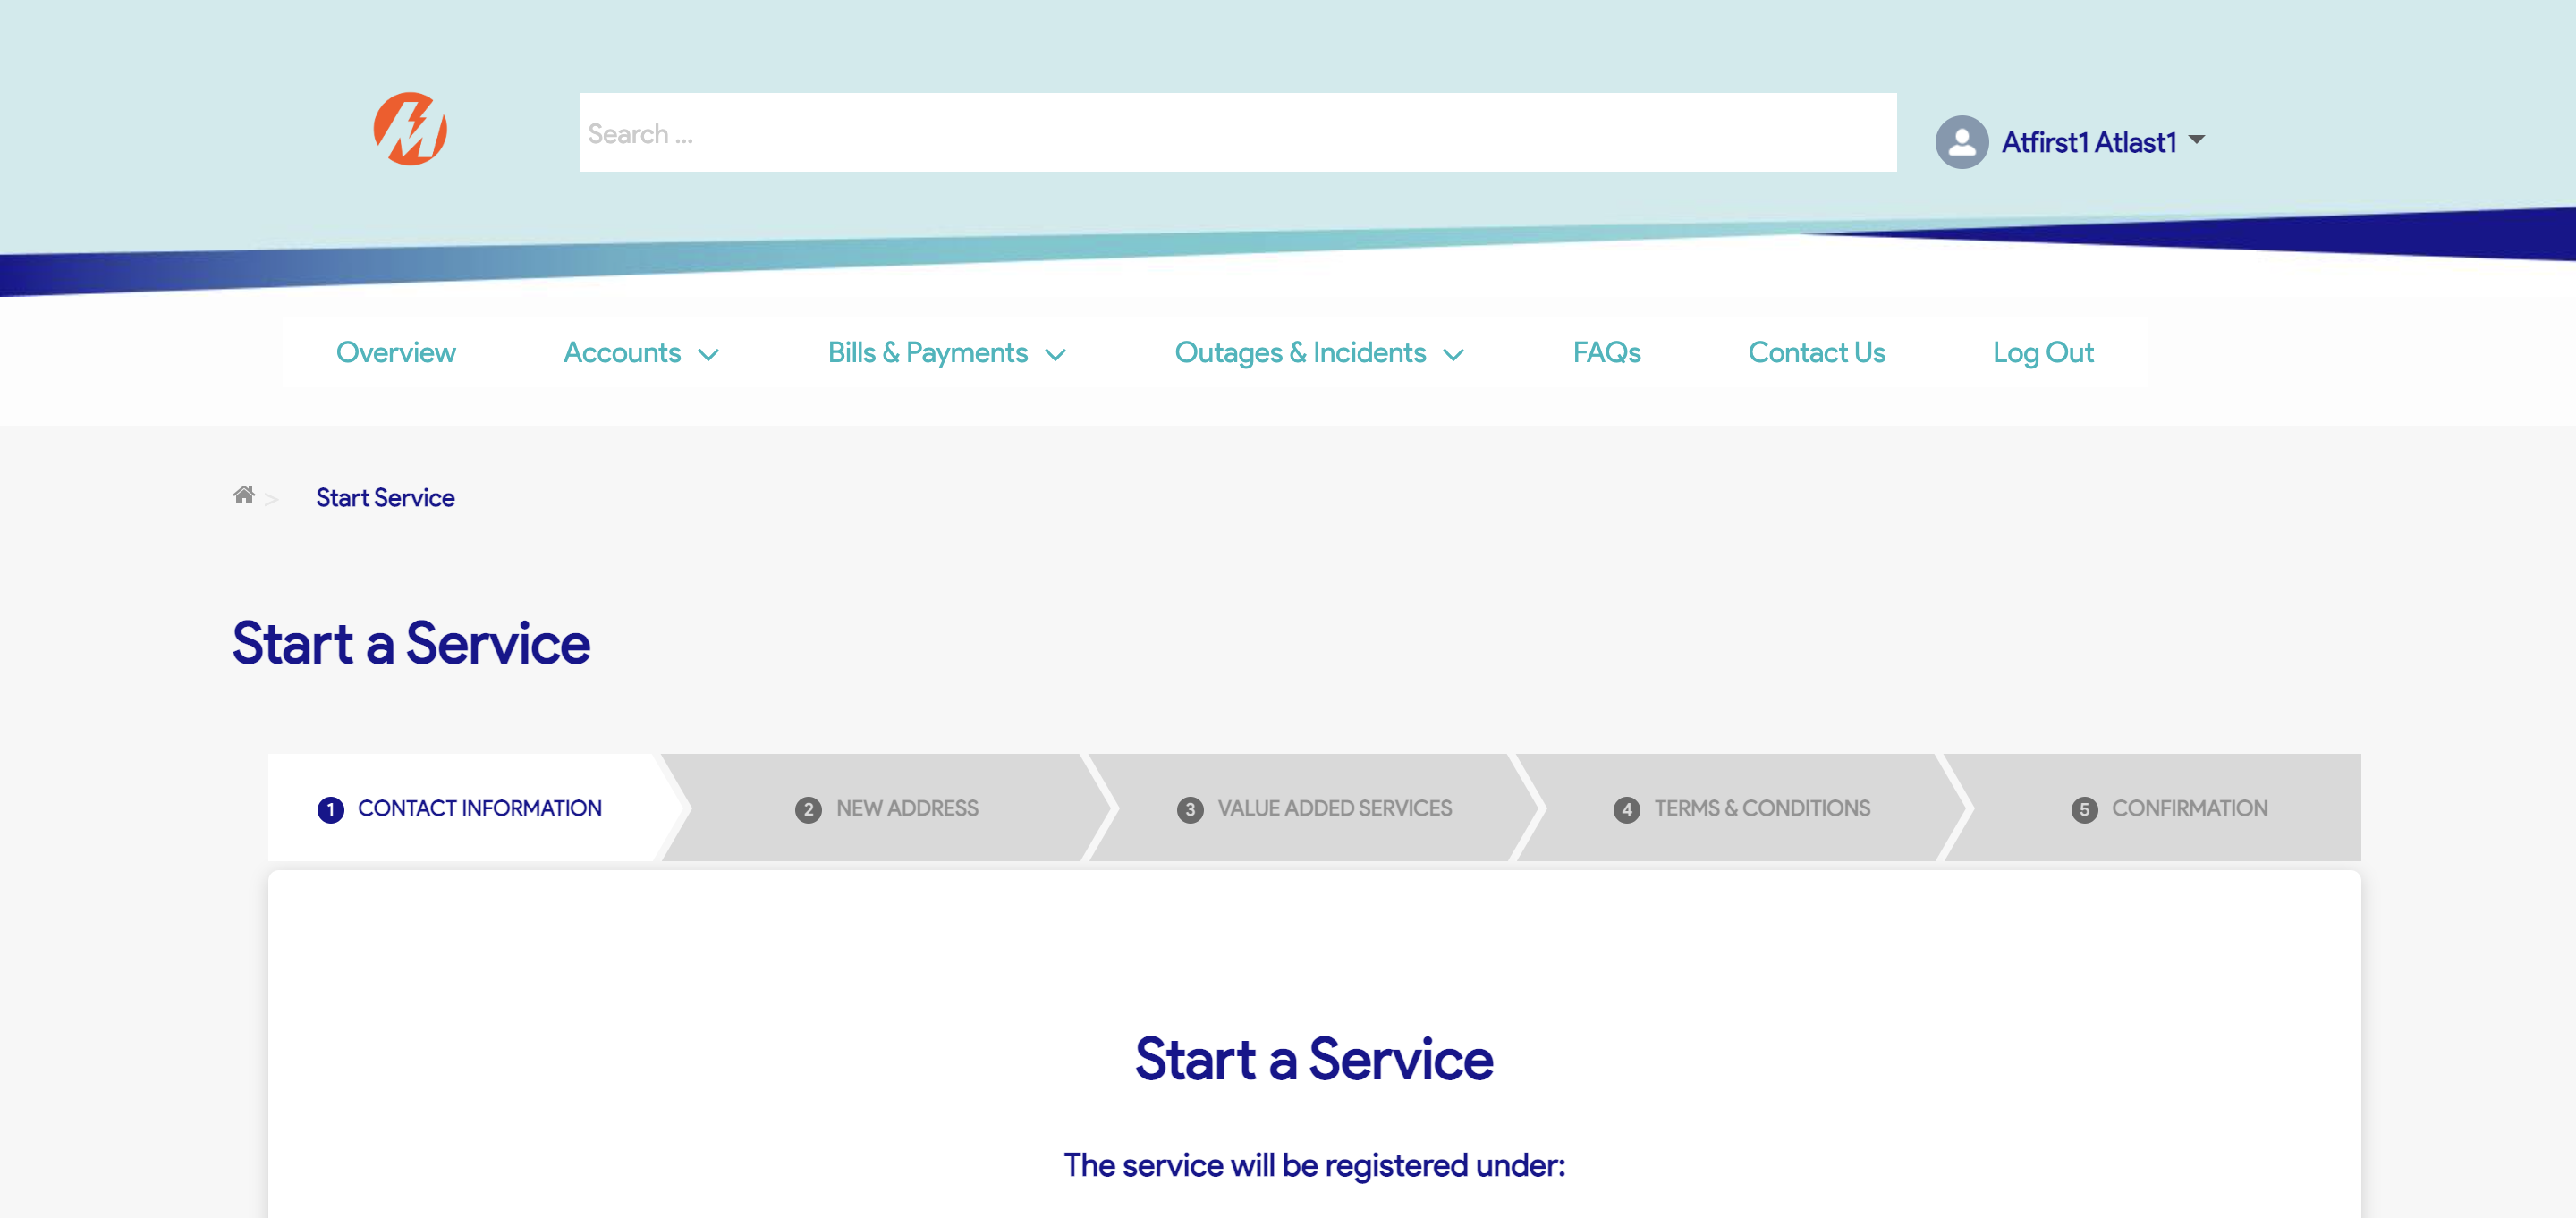 Search ...
Atfirst1 Atlast1
Overview Accounts Bills & Payments Outages & Incidents FAQs Contact Us Log Out
> Start Service
Start a Service
1 CONTACT INFORMATION 2 NEW ADDRESS 3 VALUE ADDED SERVICES 4 TERMS & CONDITIONS 5 CONFIRMATION
Start a Service
The service will be registered under: